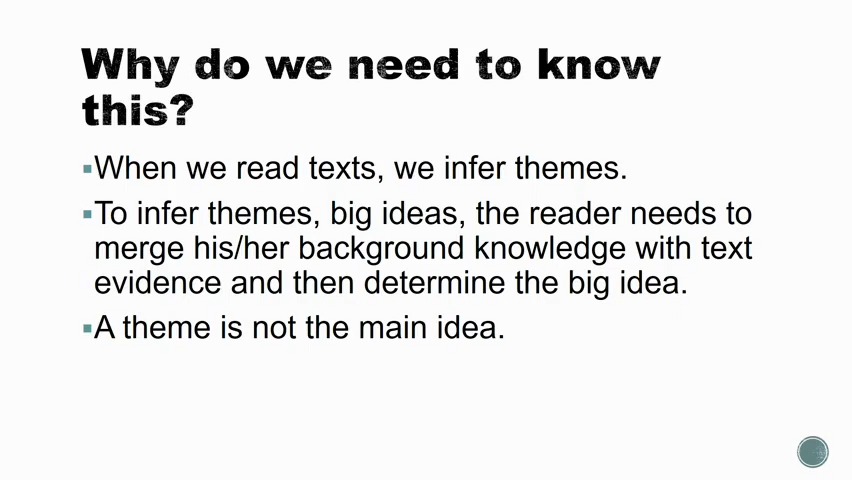 Why do we need to know
this?
▪When we read texts, we infer themes.
▪To infer themes, big ideas, the reader needs to
merge his/her background knowledge with text
evidence and then determine the big idea.
▪A theme is not the main idea.